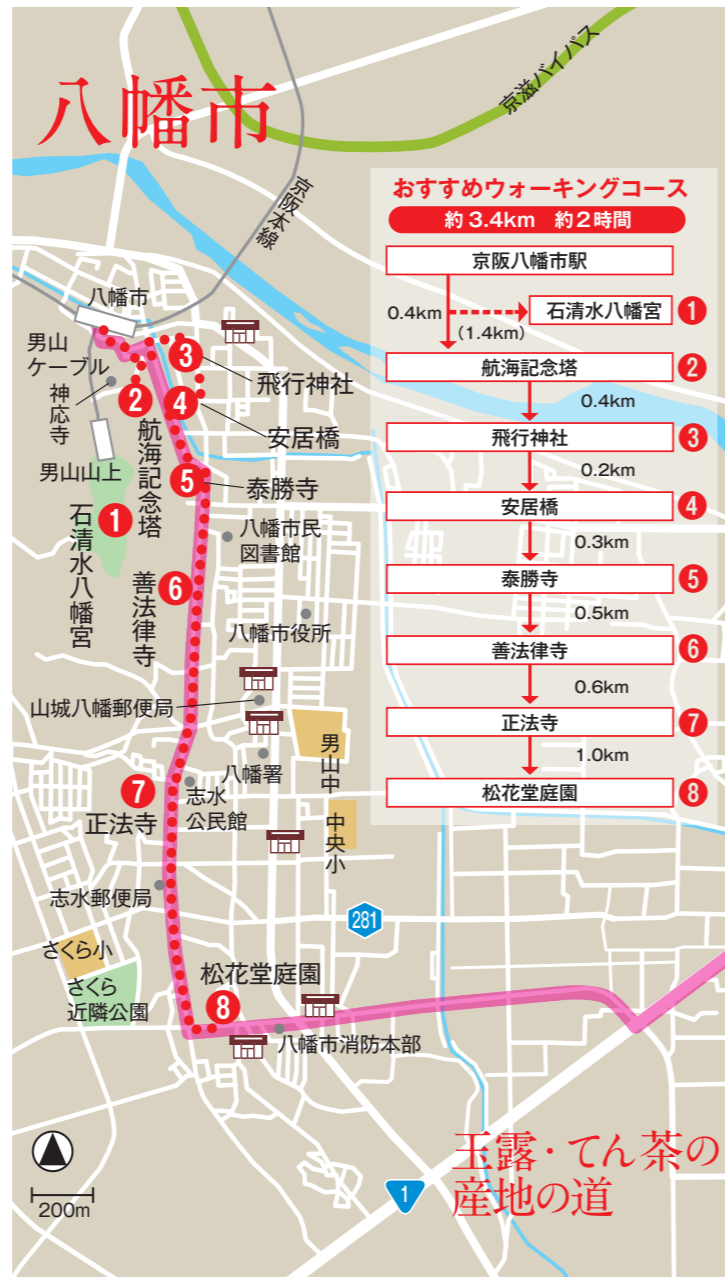 八幡市
京滋バイパス
京阪本線
おすすめウォーキングコース
約3.4km 約2時間
京阪八幡市駅
0.4km
(1.4km)
石清水八幡宮 1
航海記念塔 2
0.4km
飛行神社 3
0.2km
安居橋 4
0.3km
泰勝寺 5
0.5km
善法律寺 6
0.6km
正法寺 7
1.0km
松花堂庭園 8
八幡市
男山
ケーブル
神応寺
男山山上
3
飛行神社
2
航海記念塔
4
安居橋
5
泰勝寺
1
石清水八幡宮
八幡市民
図書館
6
善法律寺
八幡市役所
山城八幡郵便局
八幡署
男山中
中央小
7
正法寺
志水
公民館
志水郵便局
281
さくら小
さくら
近隣公園
松花堂庭園
8
八幡市消防本部
玉露・てん茶の
産地の道
1
200m